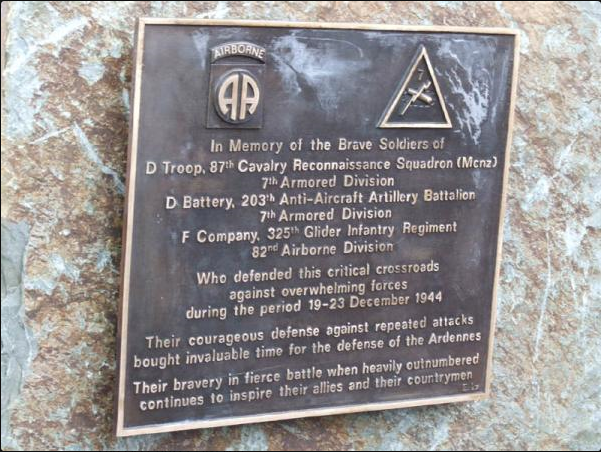 AIRBORNE
AA
7
In Memory of the Brave Soldiers of
D Troop, 87th Cavalry Reconnaissance Squadron (Mcnz)
7th Armored Division
D Battery, 203th Anti-Aircraft Artillery Battalion
7th Armored Division
F Company, 325th Glider Infantry Regiment
82nd Airborne Division
Who defended this critical crossroads
against overwhelming forces
during the period 19-23 December 1944
Their courageous defense against repeated attacks
bought invaluable time for the defense of the Ardennes
Their bravery in fierce battle when heavily outnumbered
continues to inspire their allies and their countrymen